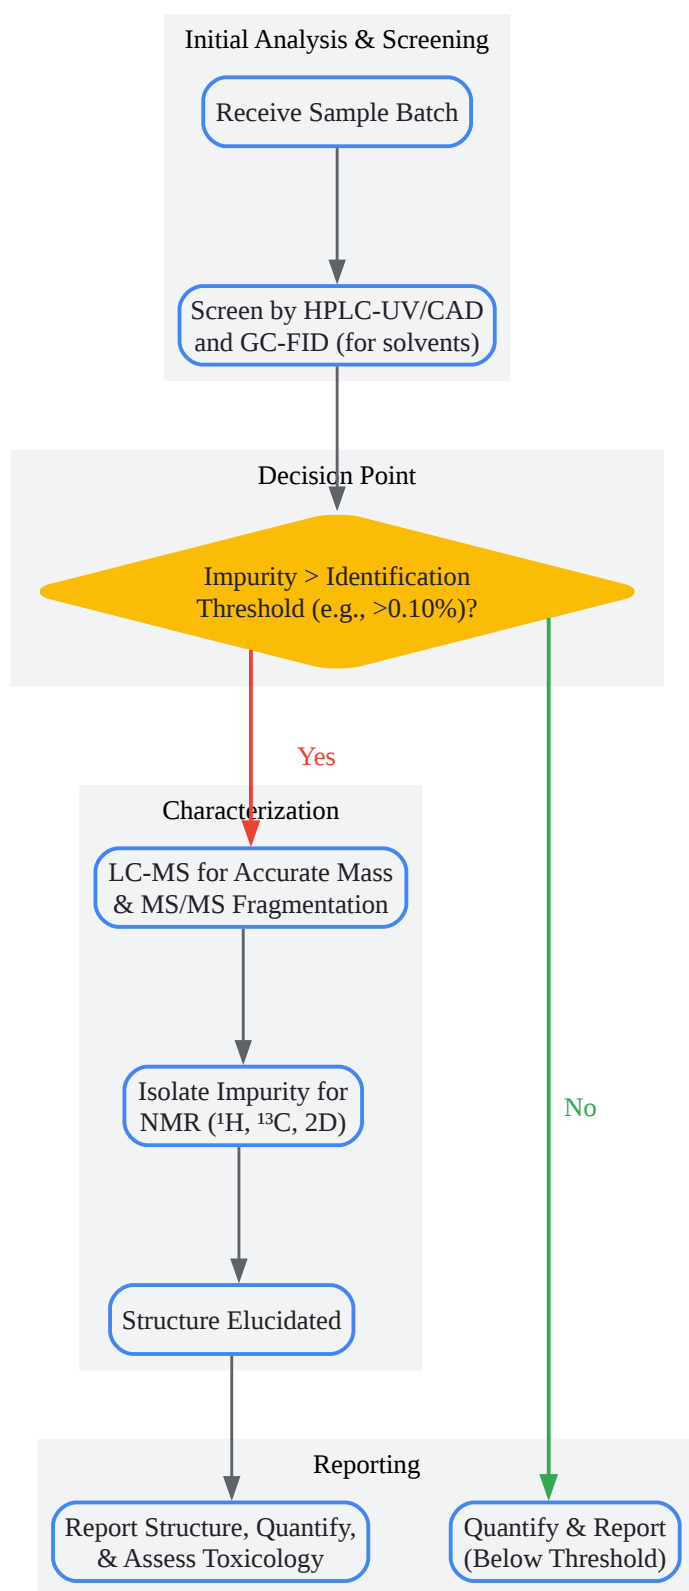 Initial Analysis & Screening
Receive Sample Batch
Screen by HPLC-UV/CAD
and GC-FID (for solvents)
Decision Point
Impurity > Identification
Threshold (e.g., >0.10%)?
Yes
Characterization
LC-MS for Accurate Mass
& MS/MS Fragmentation
Isolate Impurity for
NMR (¹H, ¹³C, 2D)
No
Structure Elucidated
Reporting
Report Structure, Quantify,
& Assess Toxicology
Quantify & Report
(Below Threshold)